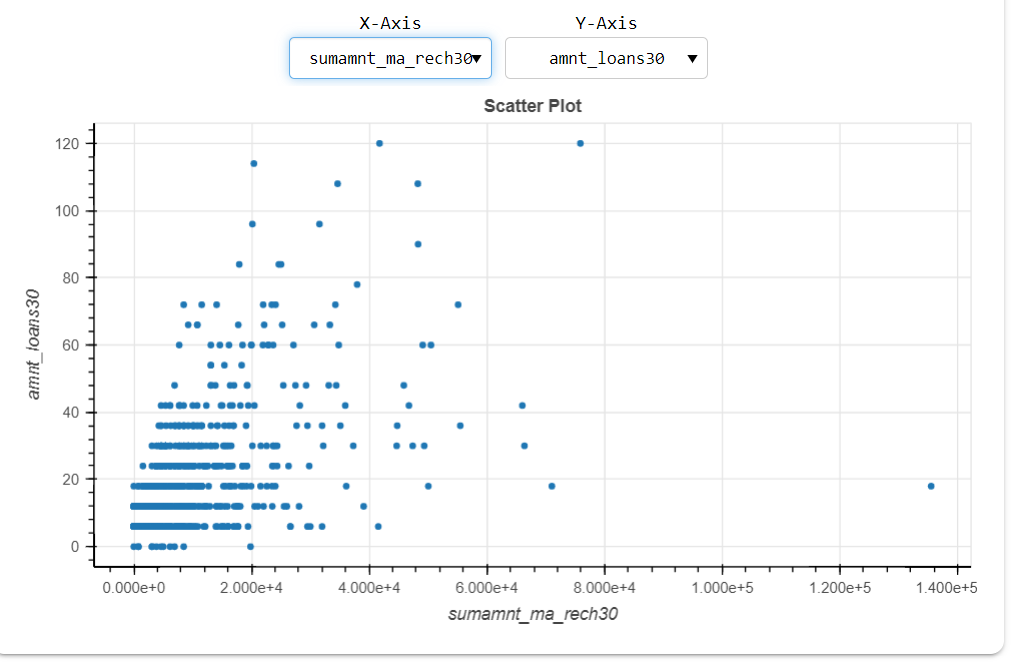 X-Axis Y-Axis
sumamnt_ma_rech30▼ amnt_loans30 ▼
Scatter Plot
120
100
80
60
40
20
0
amnt_loans30
0.000e+0 2.000e+4 4.000e+4 6.000e+4 8.000e+4 1.000e+5 1.200e+5 1.400e+5
sumamnt_ma_rech30